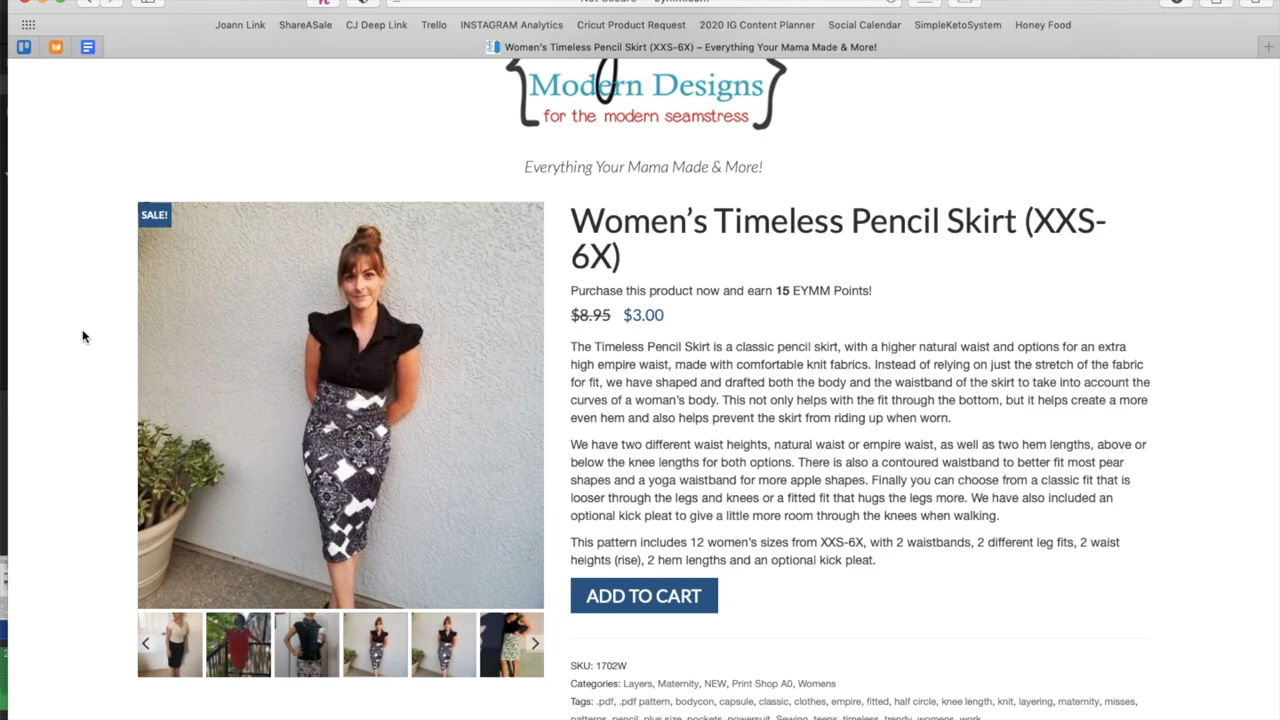 Joann Link ShareASale CJ Deep Link Trello INSTAGRAM Analytics Cricut Product Request 2020 IG Content Planner Social Calendar SimpleKetoSystem Honey Food
Women's Timeless Pencil Skirt (XXS-6X) – Everything Your Mama Made & More!
Modern Designs
for the modern seamstress
Everything Your Mama Made & More!
SALE!
Women's Timeless Pencil Skirt (XXS-
6X)
Purchase this product now and earn 15 EYMM Points!
$8.95 $3.00
The Timeless Pencil Skirt is a classic pencil skirt, with a higher natural waist and options for an extra
high empire waist, made with comfortable knit fabrics. Instead of relying on just the stretch of the fabric
for fit, we have shaped and drafted both the body and the waistband of the skirt to take into account the
curves of a woman's body. This not only helps with the fit through the bottom, but it helps create a more
even hem and also helps prevent the skirt from riding up when worn.
We have two different waist heights, natural waist or empire waist, as well as two hem lengths, above or
below the knee lengths for both options. There is also a contoured waistband to better fit most pear
shapes and a yoga waistband for more apple shapes. Finally you can choose from a classic fit that is
looser through the legs and knees or a fitted fit that hugs the legs more. We have also included an
optional kick pleat to give a little more room through the knees when walking.
This pattern includes 12 women's sizes from XXS-6X, with 2 waistbands, 2 different leg fits, 2 waist
heights (rise), 2 hem lengths and an optional kick pleat.
ADD TO CART
SKU: 1702W
Categories: Layers, Maternity, NEW, Print Shop A0, Womens
Tags: .pdf, .pdf pattern, bodycon, capsule, classic, clothes, empire, fitted, half circle, knee length, knit, layering, maternity, misses,
patterns, pencil, plus size, pockets, powersuit, Sewing, teens, timeless, trendy, womens, work